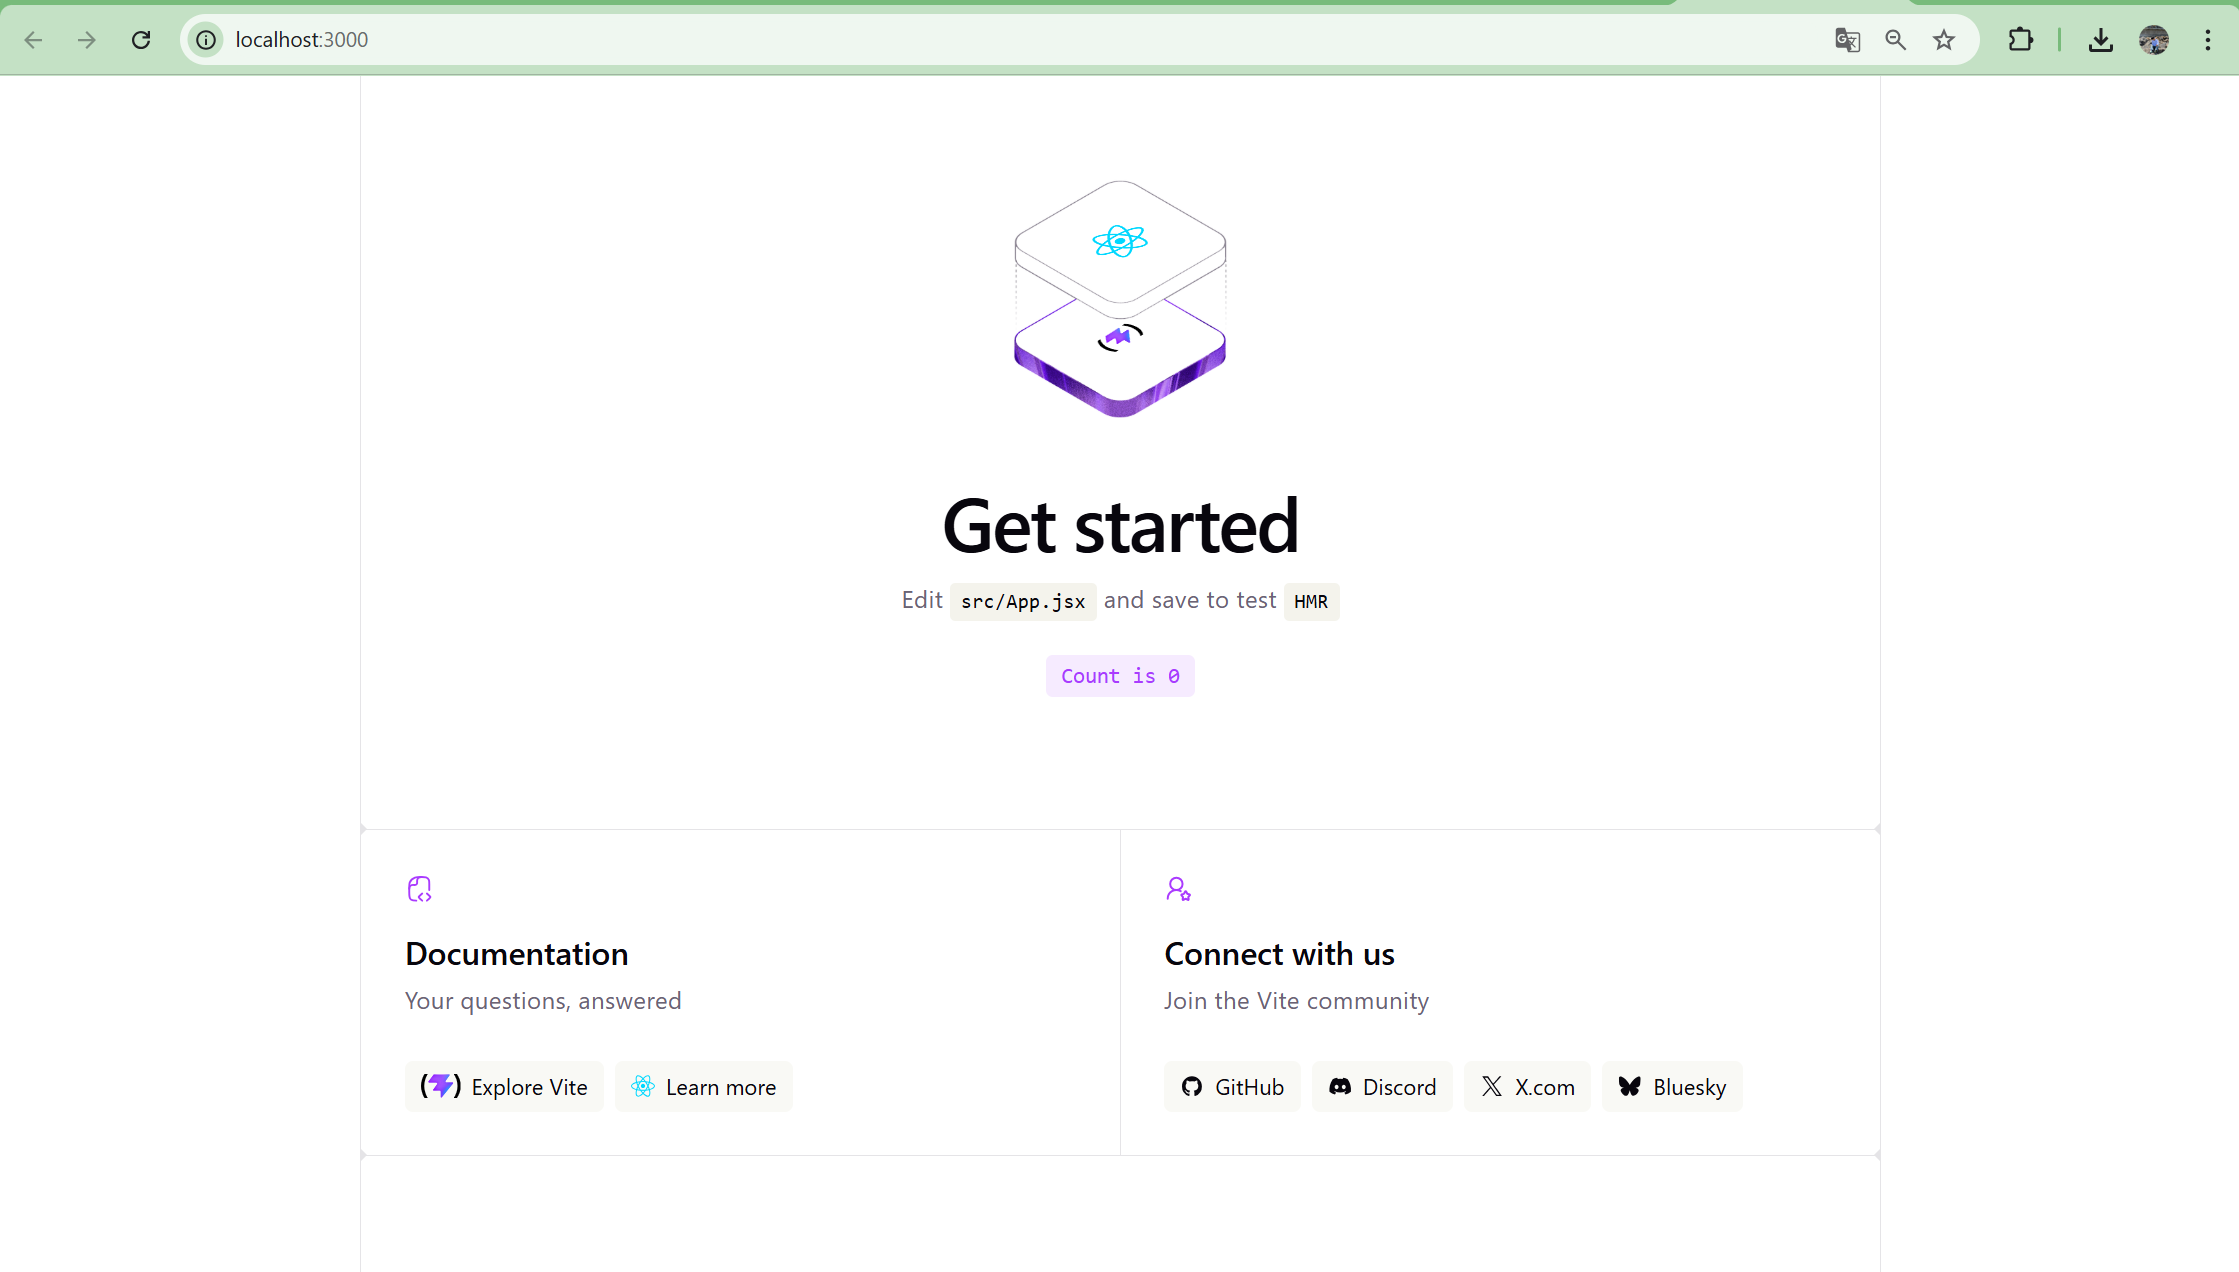 localhost:3000
Get started
Edit src/App.jsx and save to test HMR
Count is 0
Documentation
Your questions, answered
Explore Vite
Learn more
Connect with us
Join the Vite community
GitHub
Discord
X.com
Bluesky